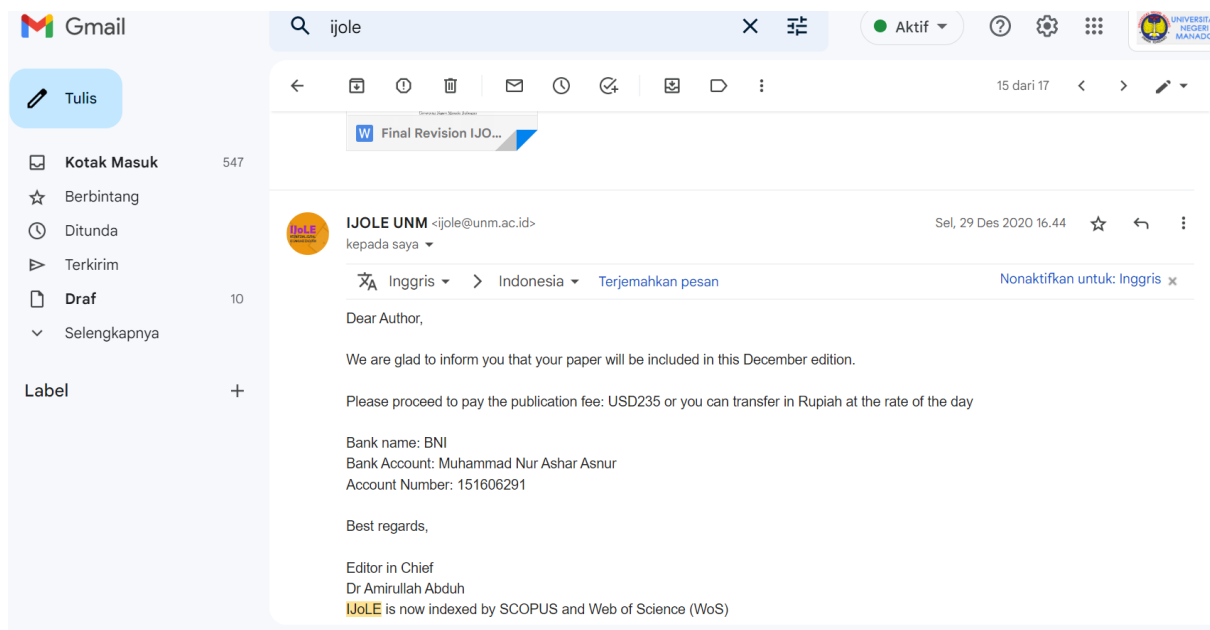 Gmail
ijole
Aktif
UNIVERSITA
NEGERI
MANADO
Tulis
15 dari 17
Final Revision IJO...
Kotak Masuk 547
Berbintang
Ditunda
Terkirim
Draf 10
Selengkapnya
Label
IJOLE UNM <ijole@unm.ac.id> Sel, 29 Des 2020 16.44
kepada saya
Inggris Indonesia Terjemahkan pesan Nonaktifkan untuk: Inggris
Dear Author,
We are glad to inform you that your paper will be included in this December edition.
Please proceed to pay the publication fee: USD235 or you can transfer in Rupiah at the rate of the day
Bank name: BNI
Bank Account: Muhammad Nur Ashar Asnur
Account Number: 151606291
Best regards,
Editor in Chief
Dr Amirullah Abduh
IJoLE is now indexed by SCOPUS and Web of Science (WoS)